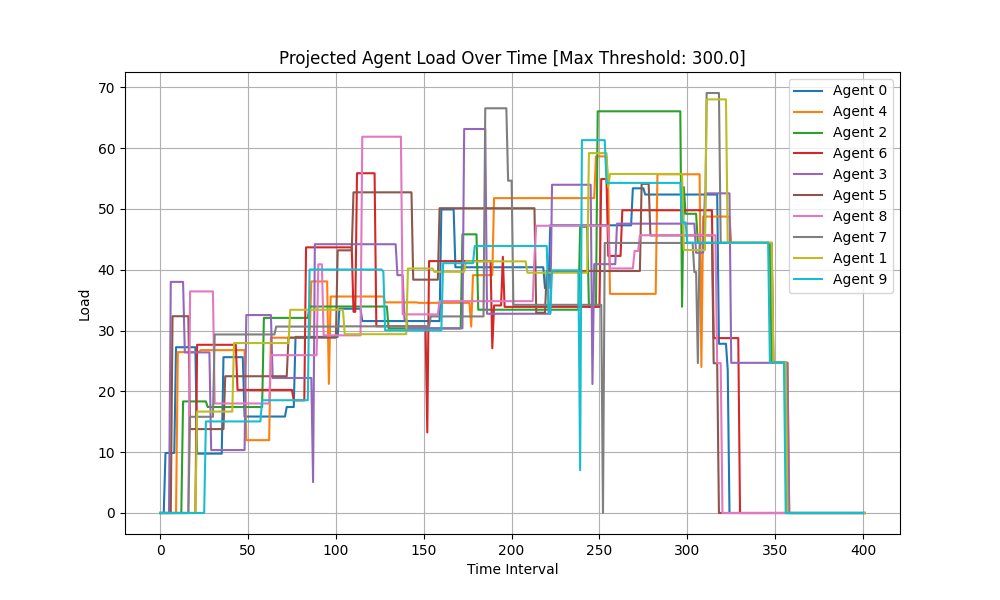 Projected Agent Load Over Time [Max Threshold: 300.0]
70
60
50
40
30
20
10
0
Load
0 50 100 150 200 250 300 350 400
Time Interval
Agent 0
Agent 4
Agent 2
Agent 6
Agent 3
Agent 5
Agent 8
Agent 7
Agent 1
Agent 9